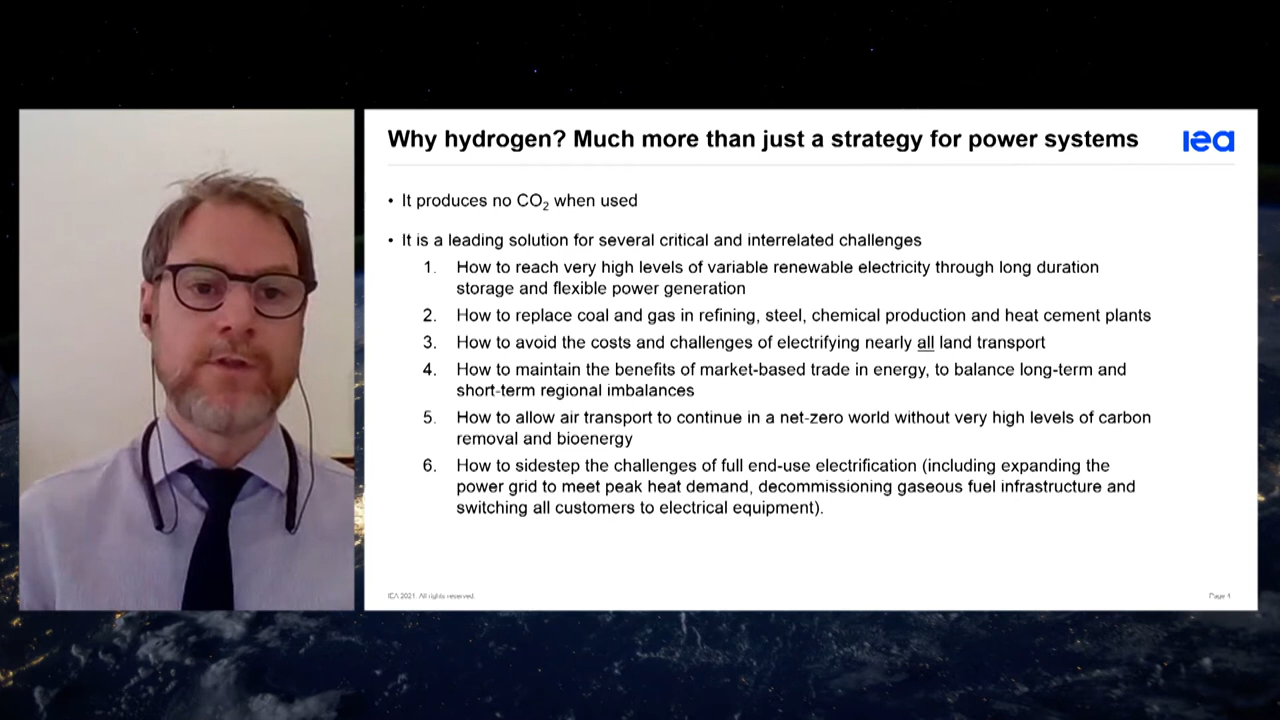 Why hydrogen? Much more than just a strategy for power systems
iea
• It produces no CO₂ when used
• It is a leading solution for several critical and interrelated challenges
1. How to reach very high levels of variable renewable electricity through long duration
storage and flexible power generation
2. How to replace coal and gas in refining, steel, chemical production and heat cement plants
3. How to avoid the costs and challenges of electrifying nearly all land transport
4. How to maintain the benefits of market-based trade in energy, to balance long-term and
short-term regional imbalances
5. How to allow air transport to continue in a net-zero world without very high levels of carbon
removal and bioenergy
6. How to sidestep the challenges of full end-use electrification (including expanding the
power grid to meet peak heat demand, decommissioning gaseous fuel infrastructure and
switching all customers to electrical equipment).
IEA 2021. All rights reserved.
Page 4